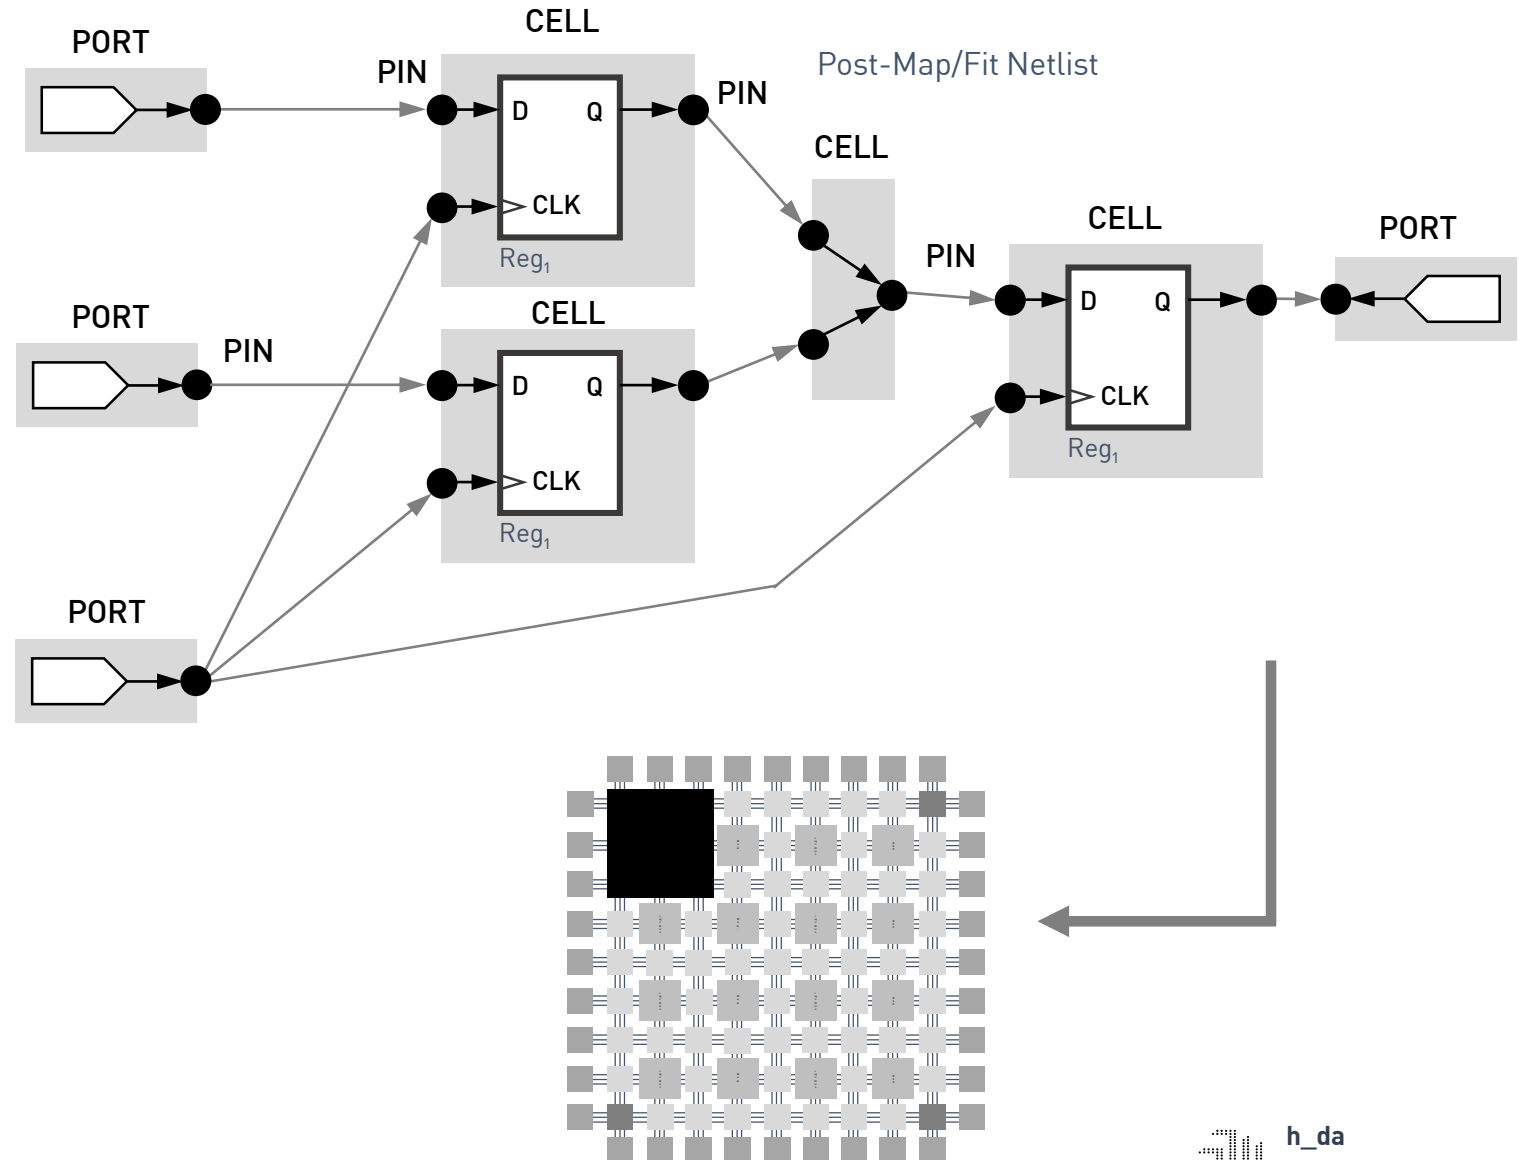 CELL
PORT
PIN
Post-Map/Fit Netlist
PIN
D
Q
CELL
CLK
CELL
PORT
PIN
Reg₁
D
Q
PORT
CELL
PIN
D
Q
CLK
Reg₁
CLK
Reg₁
PORT
h_da